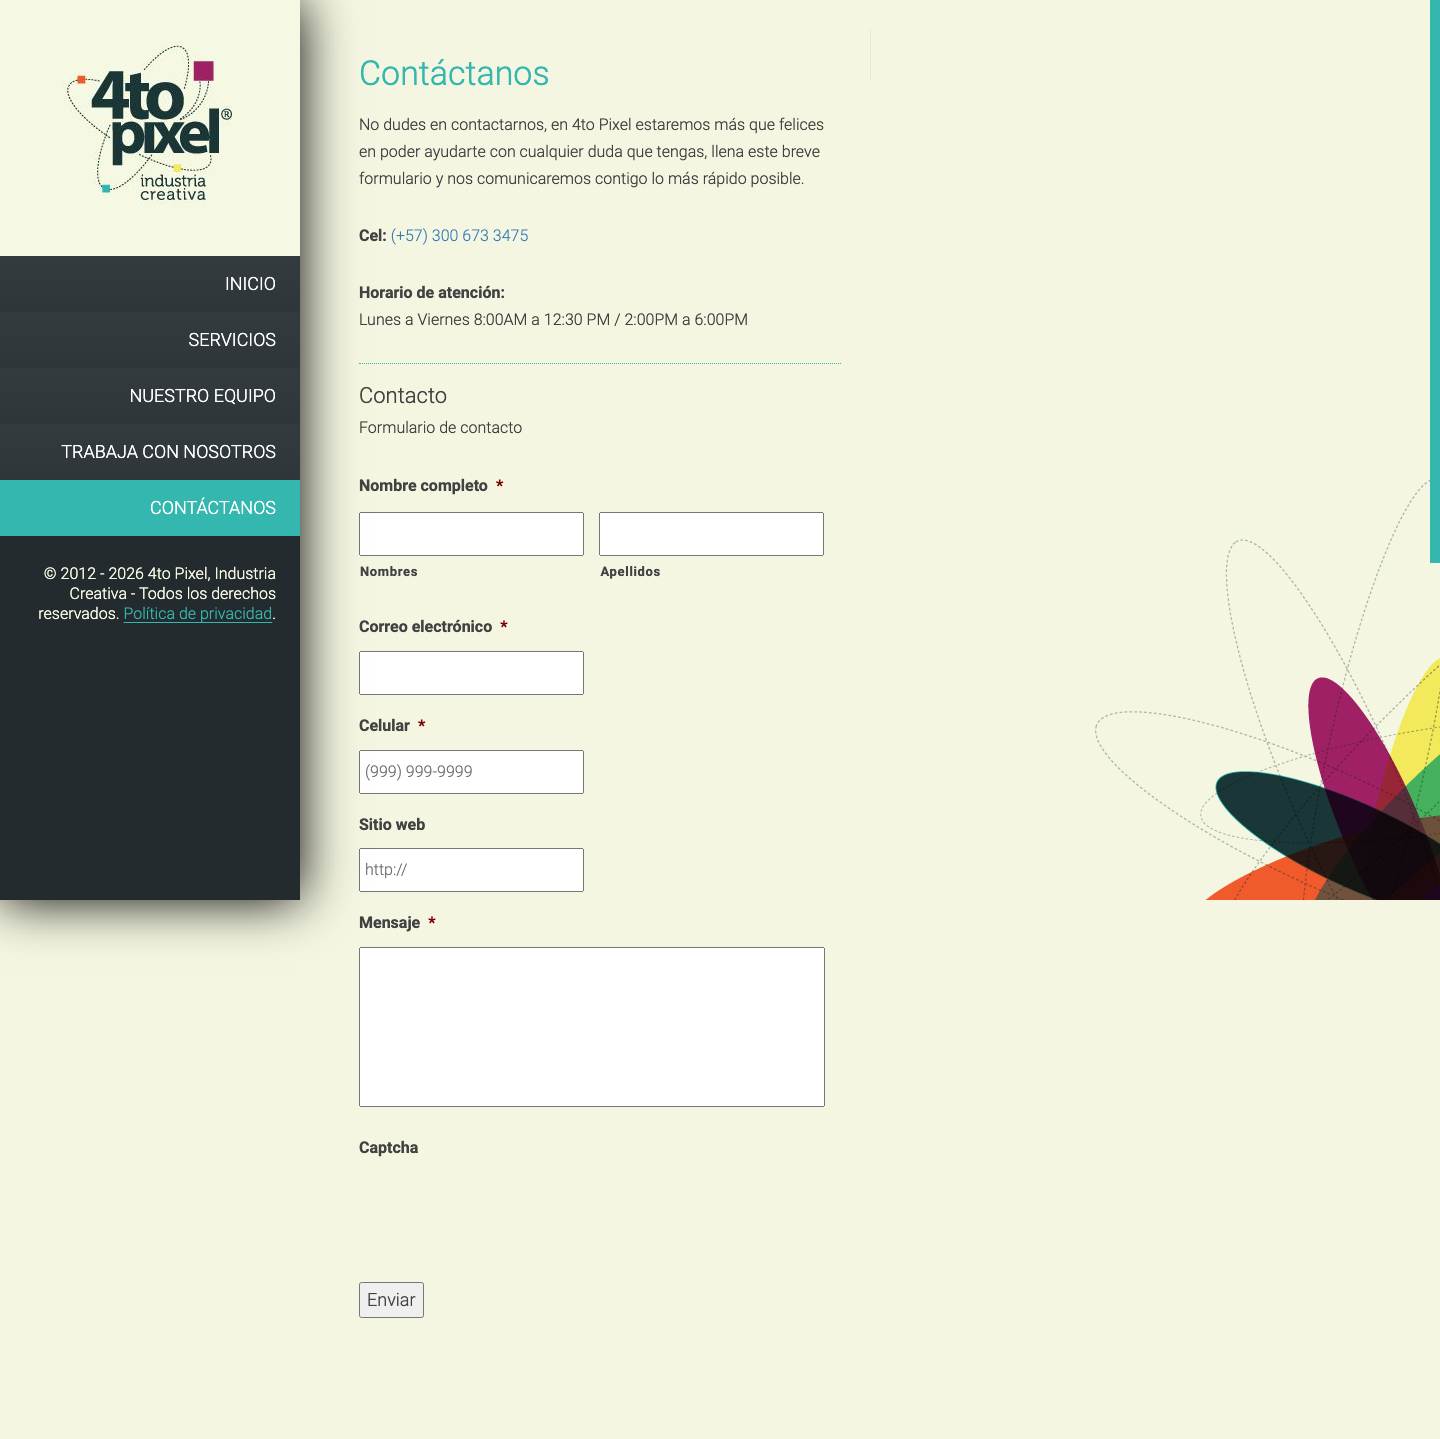 4to
pixel®
industria
creativa
INICIO
SERVICIOS
NUESTRO EQUIPO
TRABAJA CON NOSOTROS
CONTÁCTANOS
© 2012 - 2026 4to Pixel, Industria
Creativa - Todos los derechos
reservados. Política de privacidad.
Contáctanos
No dudes en contactarnos, en 4to Pixel estaremos más que felices
en poder ayudarte con cualquier duda que tengas, llena este breve
formulario y nos comunicaremos contigo lo más rápido posible.
Cel: (+57) 300 673 3475
Horario de atención:
Lunes a Viernes 8:00AM a 12:30 PM / 2:00PM a 6:00PM
Contacto
Formulario de contacto
Nombre completo *
Nombres Apellidos
Correo electrónico *
Celular *
(999) 999-9999
Sitio web
http://
Mensaje *
Captcha
Enviar